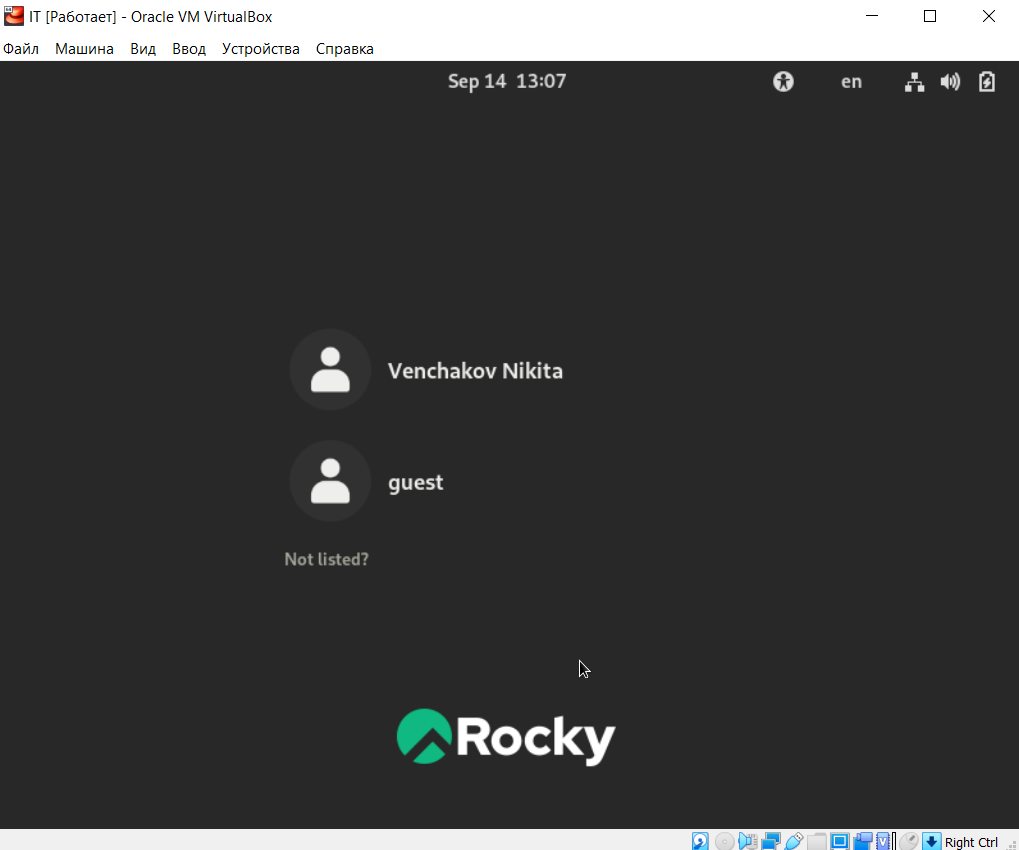 IT [Работает] - Oracle VM VirtualBox
Файл Машина Вид Ввод Устройства Справка
Sep 14 13:07 en
Venchakov Nikita
guest
Not listed?
Rocky
Right Ctrl